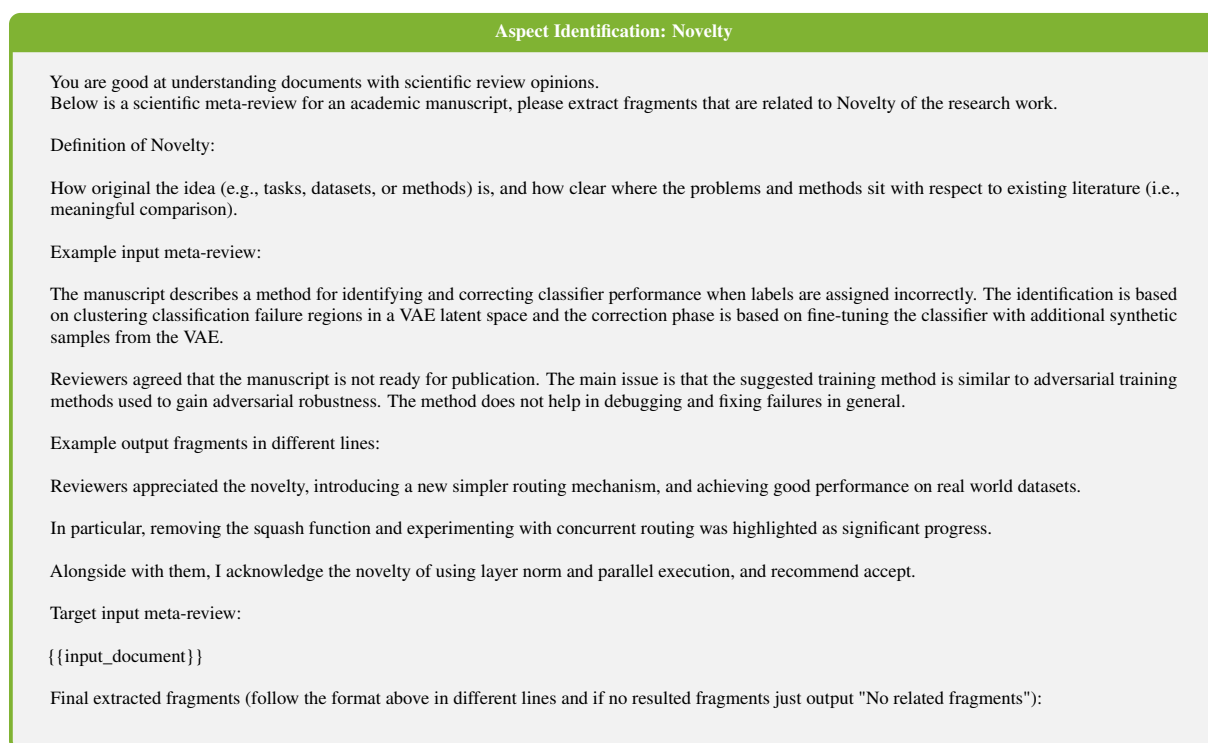 Aspect Identification: Novelty
You are good at understanding documents with scientific review opinions.
Below is a scientific meta-review for an academic manuscript, please extract fragments that are related to Novelty of the research work.
Definition of Novelty:
How original the idea (e.g., tasks, datasets, or methods) is, and how clear where the problems and methods sit with respect to existing literature (i.e.,
meaningful comparison).
Example input meta-review:
The manuscript describes a method for identifying and correcting classifier performance when labels are assigned incorrectly. The identification is based
on clustering classification failure regions in a VAE latent space and the correction phase is based on fine-tuning the classifier with additional synthetic
samples from the VAE.
Reviewers agreed that the manuscript is not ready for publication. The main issue is that the suggested training method is similar to adversarial training
methods used to gain adversarial robustness. The method does not help in debugging and fixing failures in general.
Example output fragments in different lines:
Reviewers appreciated the novelty, introducing a new simpler routing mechanism, and achieving good performance on real world datasets.
In particular, removing the squash function and experimenting with concurrent routing was highlighted as significant progress.
Alongside with them, I acknowledge the novelty of using layer norm and parallel execution, and recommend accept.
Target input meta-review:
{{input_document}}
Final extracted fragments (follow the format above in different lines and if no resulted fragments just output "No related fragments"):